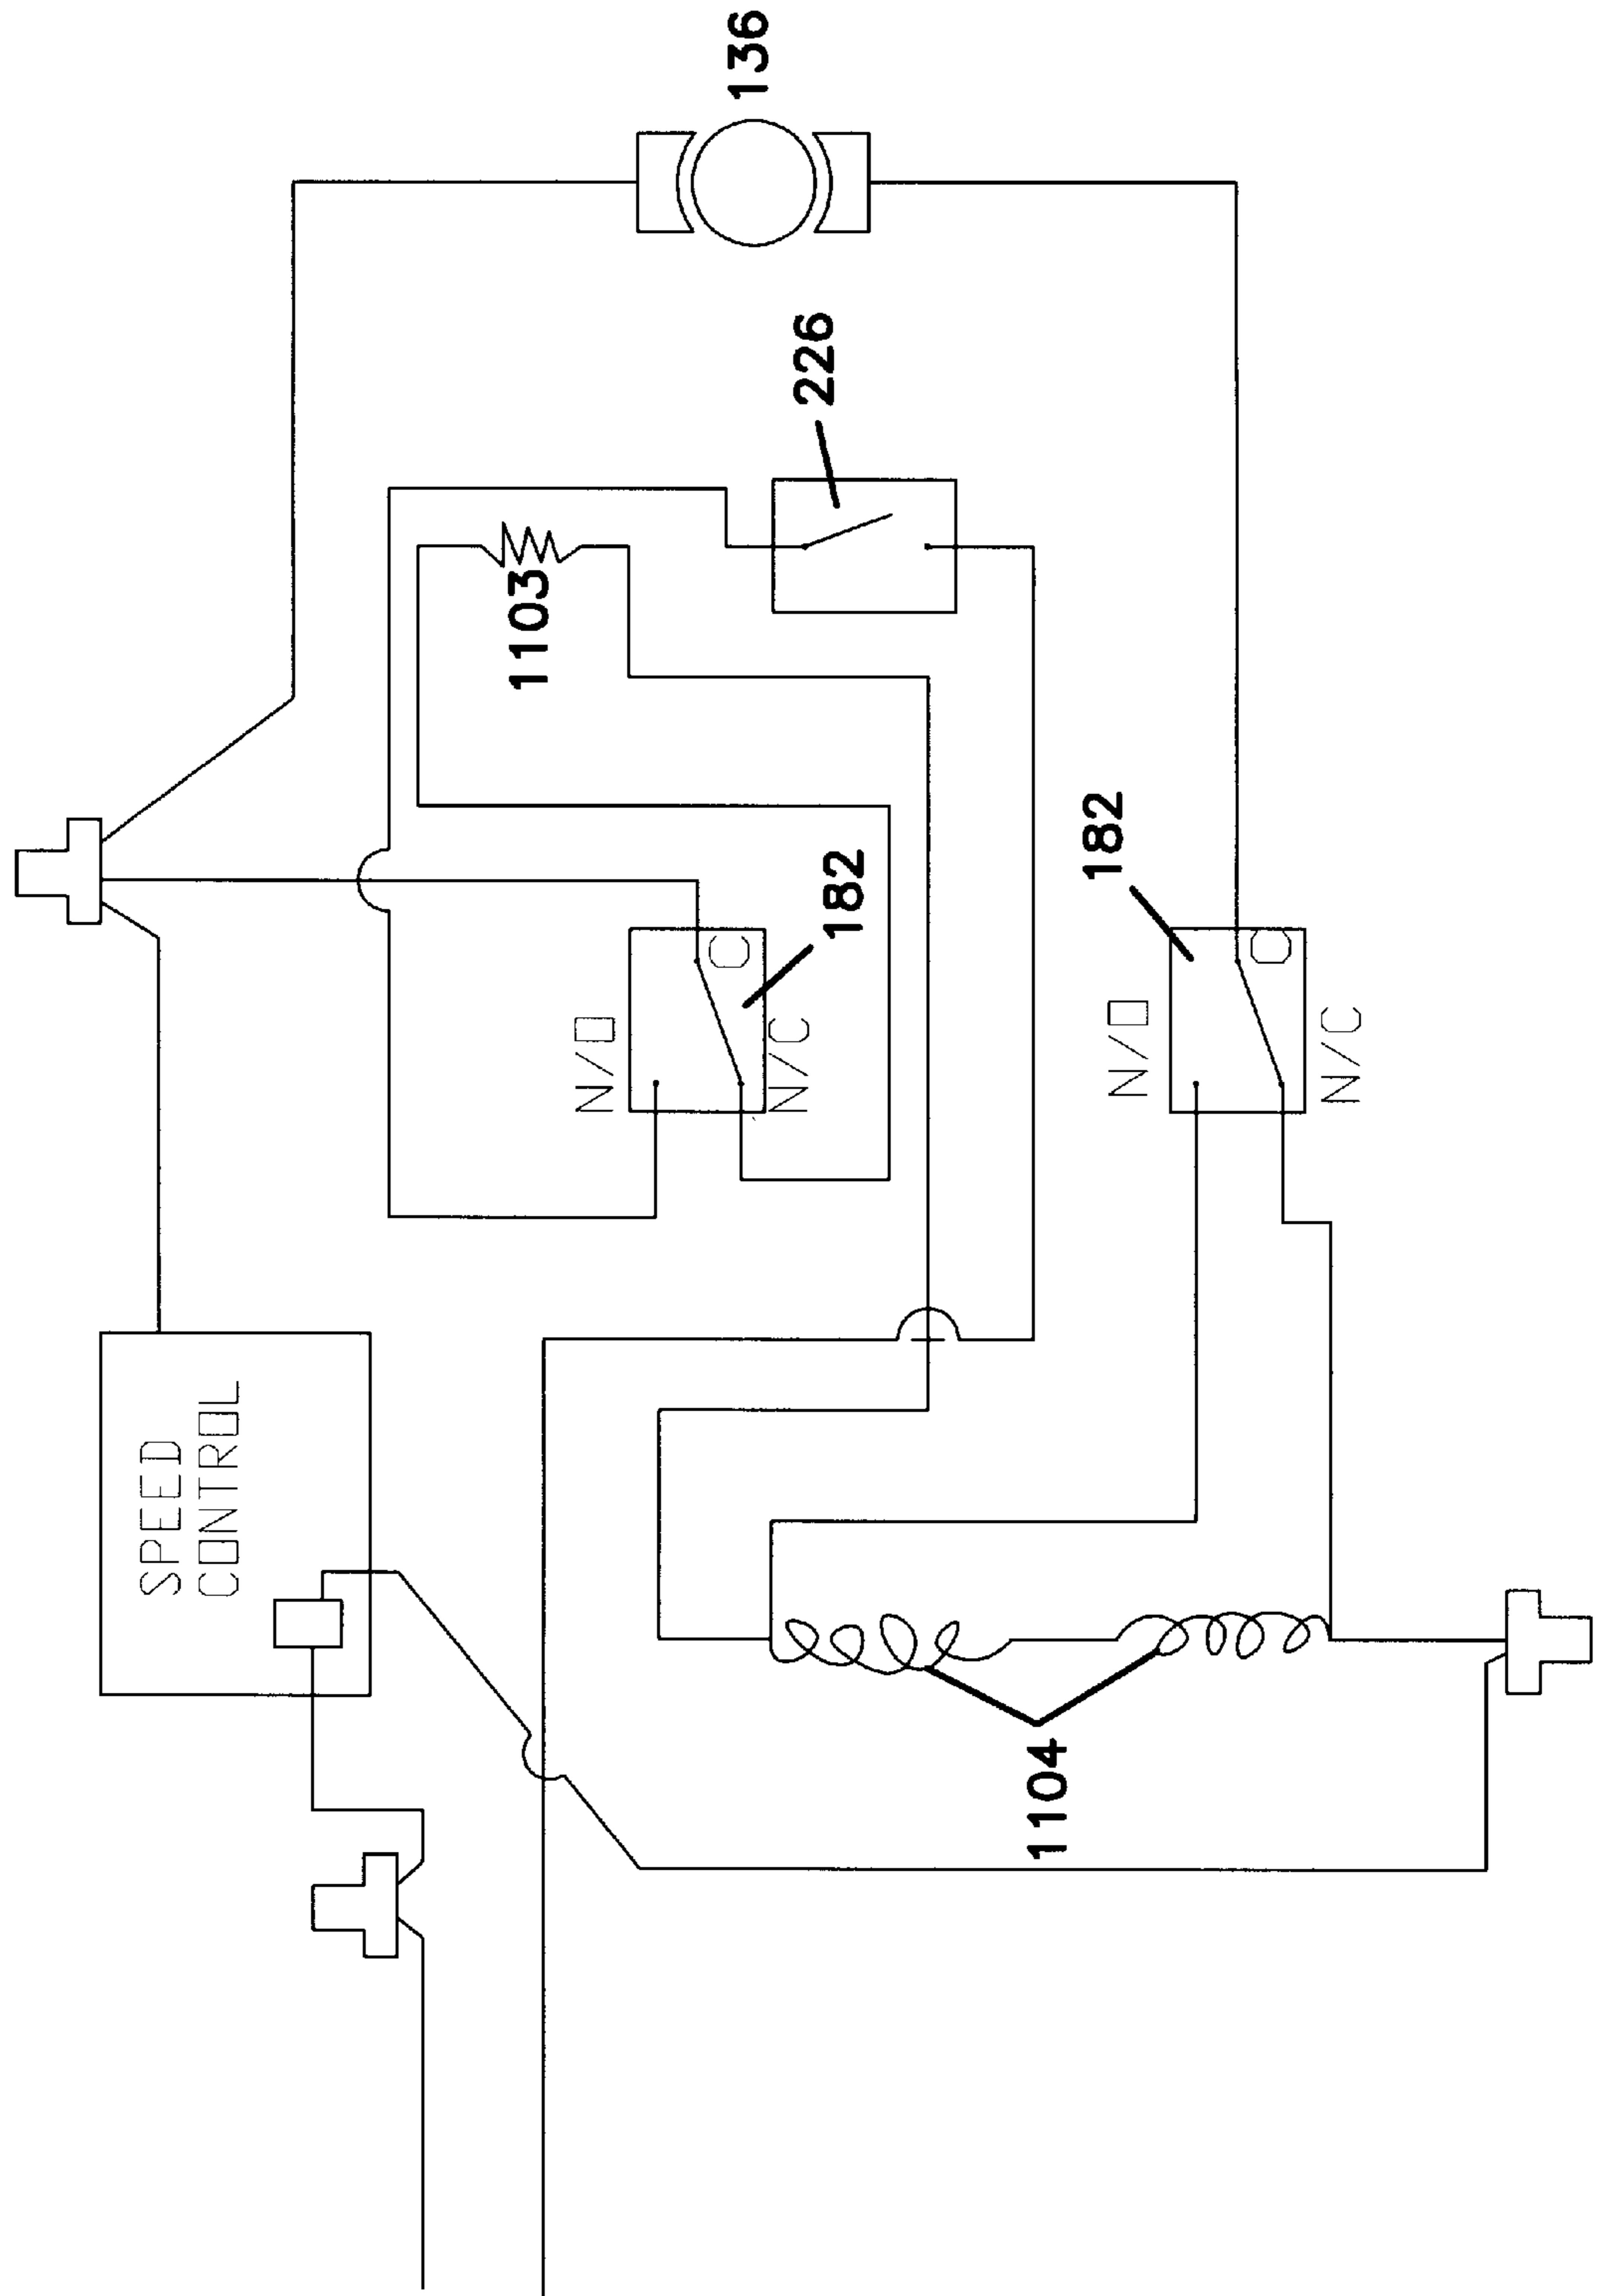 SPEED
CONTROL
1103
N/O
C
136
N/C
226
182
1104
182
N/O
C
N/C